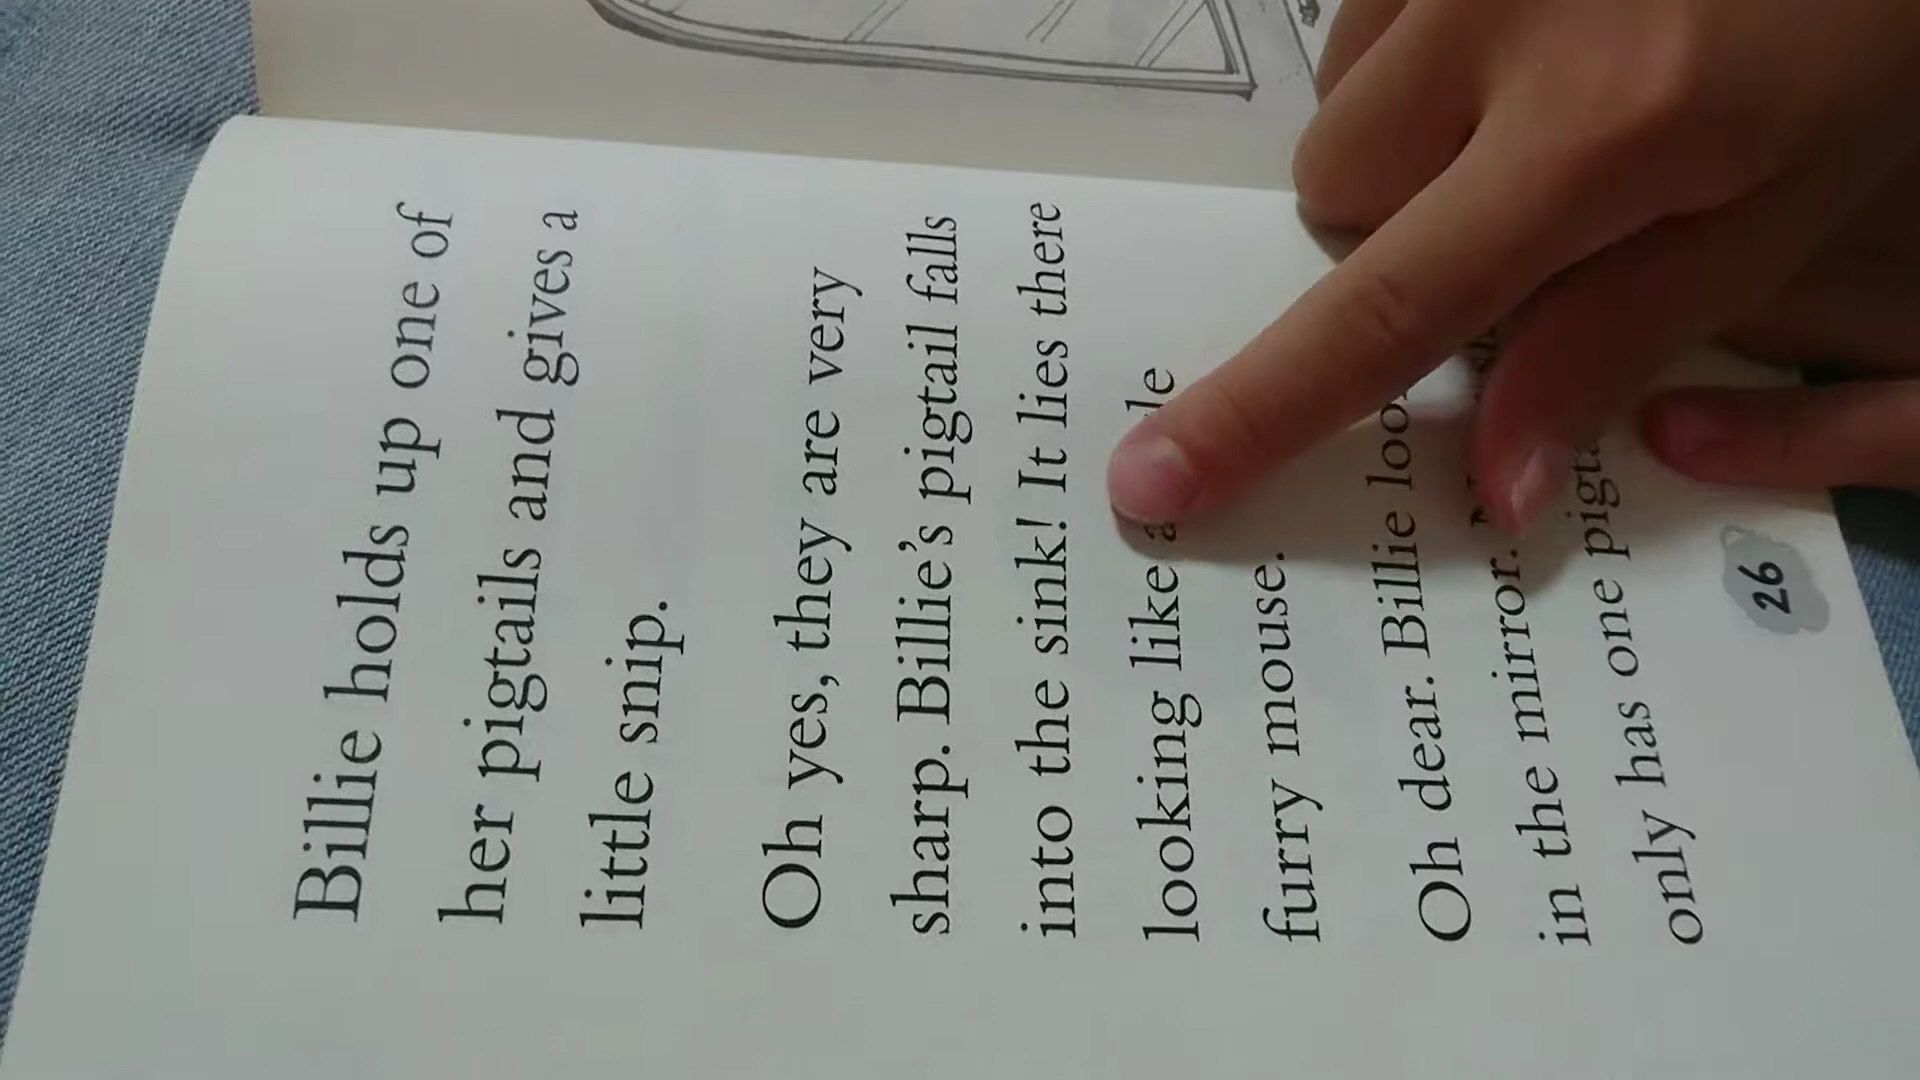 Billie holds up one of
her pigtails and gives a
little snip.
Oh yes, they are very
sharp. Billie's pigtail falls
into the sink! It lies there
looking like a
furry mouse.
Oh dear. Billie
in the mirror.
only has one
26